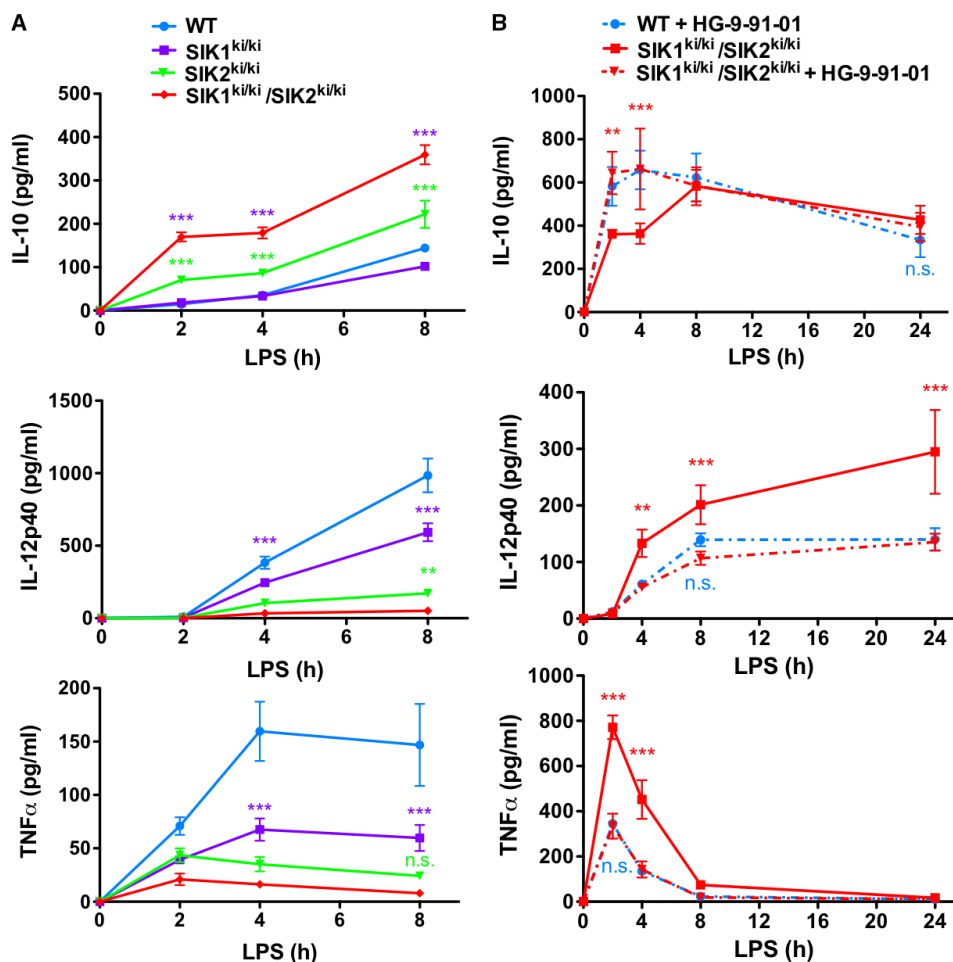 A
WT
SIK1ki/ki
SIK2ki/ki
SIK1ki/ki /SIK2ki/ki
IL-10 (pg/ml)
500
400
300
200
100
0
***
***
***
***
***
***
0 2 4 6 8
LPS (h)
IL-12p40 (pg/ml)
1500
1000
500
0
***
***
**
0 2 4 6 8
LPS (h)
TNFα (pg/ml)
200
150
100
50
0
***
***
n.s.
0 2 4 6 8
LPS (h)
B
WT + HG-9-91-01
SIK1ki/ki /SIK2ki/ki
SIK1ki/ki /SIK2ki/ki + HG-9-91-01
IL-10 (pg/ml)
1000
800
600
400
200
0
**
***
n.s.
0 4 8 12 16 20 24
LPS (h)
IL-12p40 (pg/ml)
400
300
200
100
0
***
***
**
n.s.
0 4 8 12 16 20 24
LPS (h)
TNFα (pg/ml)
1000
800
600
400
200
0
***
***
n.s.
0 4 8 12 16 20 24
LPS (h)